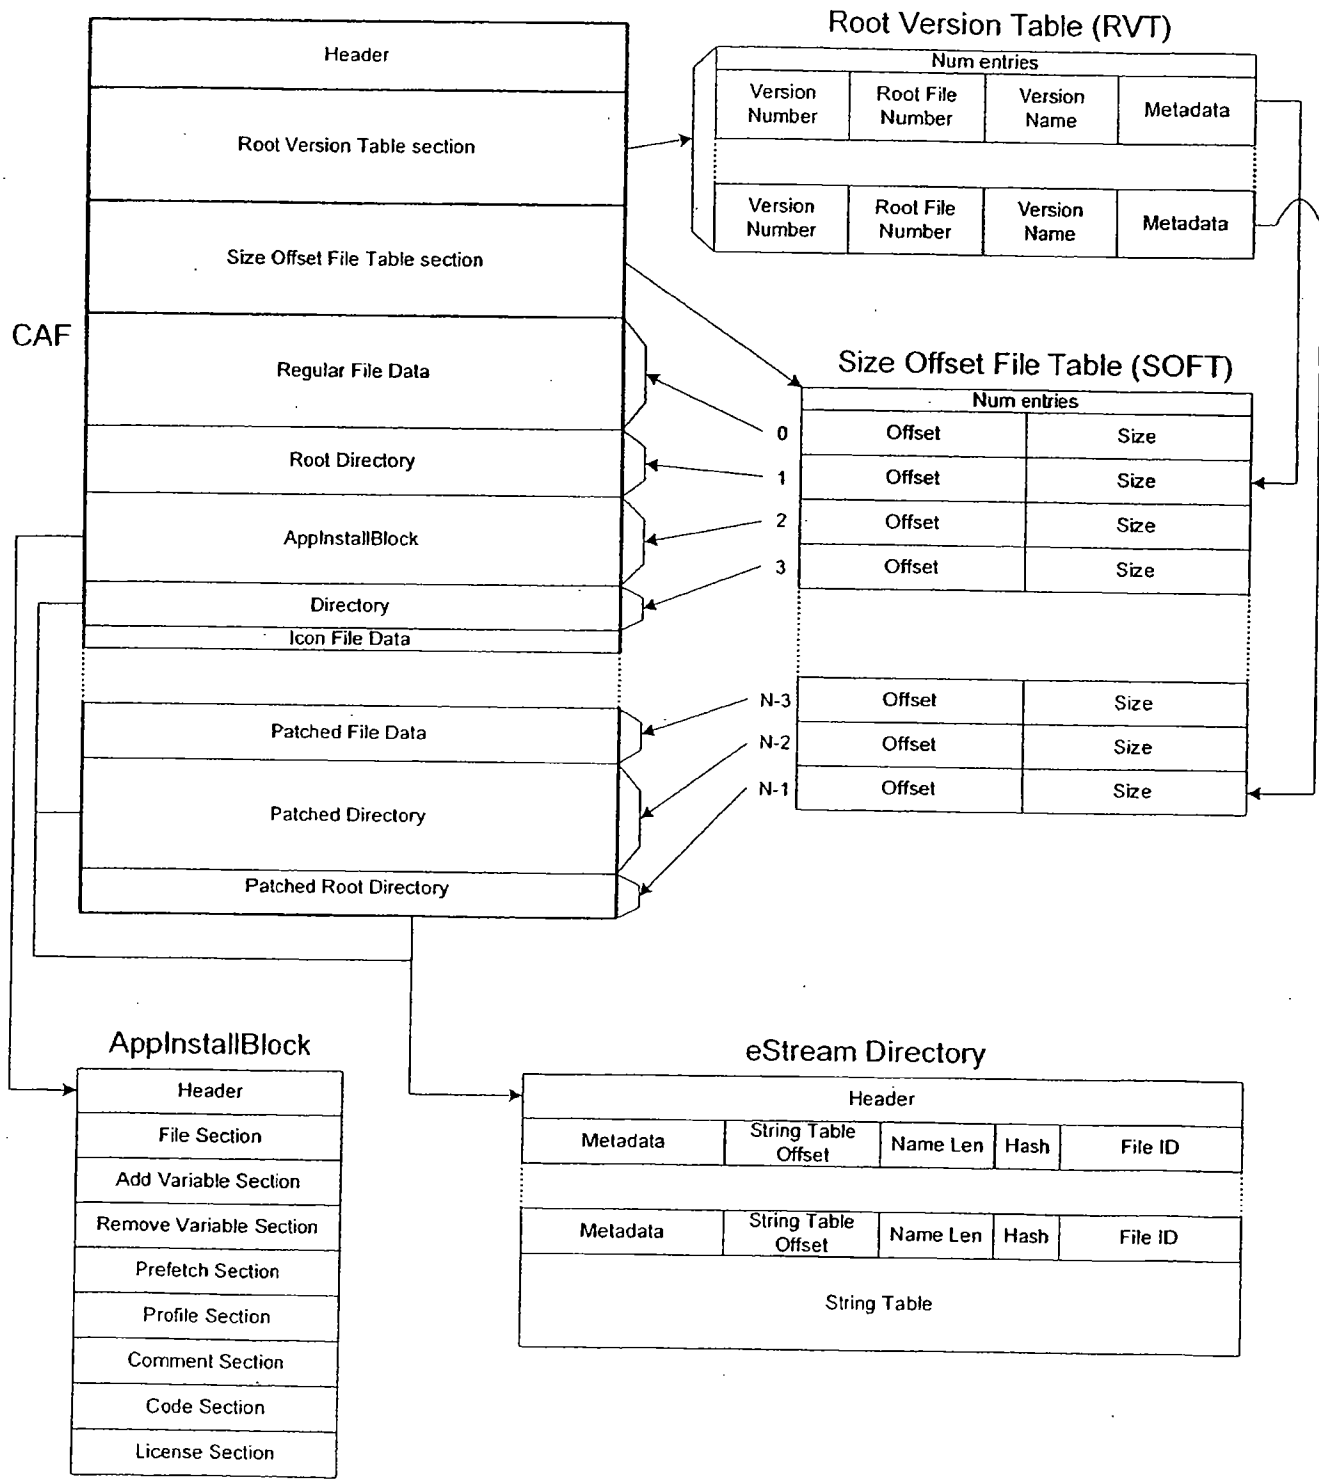 Root Version Table (RVT)
Header
Num entries
Version Number
Root File Number
Version Name
Metadata
Root Version Table section
Version Number
Root File Number
Version Name
Metadata
Size Offset File Table section
CAF
Size Offset File Table (SOFT)
Regular File Data
Num entries
0
Offset
Size
Root Directory
1
Offset
Size
AppInstallBlock
2
Offset
Size
3
Offset
Size
Directory
Icon File Data
N-3
Offset
Size
Patched File Data
N-2
Offset
Size
N-1
Offset
Size
Patched Directory
Patched Root Directory
AppInstallBlock
Header
File Section
Add Variable Section
Remove Variable Section
Prefetch Section
Profile Section
Comment Section
Code Section
License Section
eStream Directory
Header
Metadata
String Table Offset
Name Len
Hash
File ID
Metadata
String Table Offset
Name Len
Hash
File ID
String Table